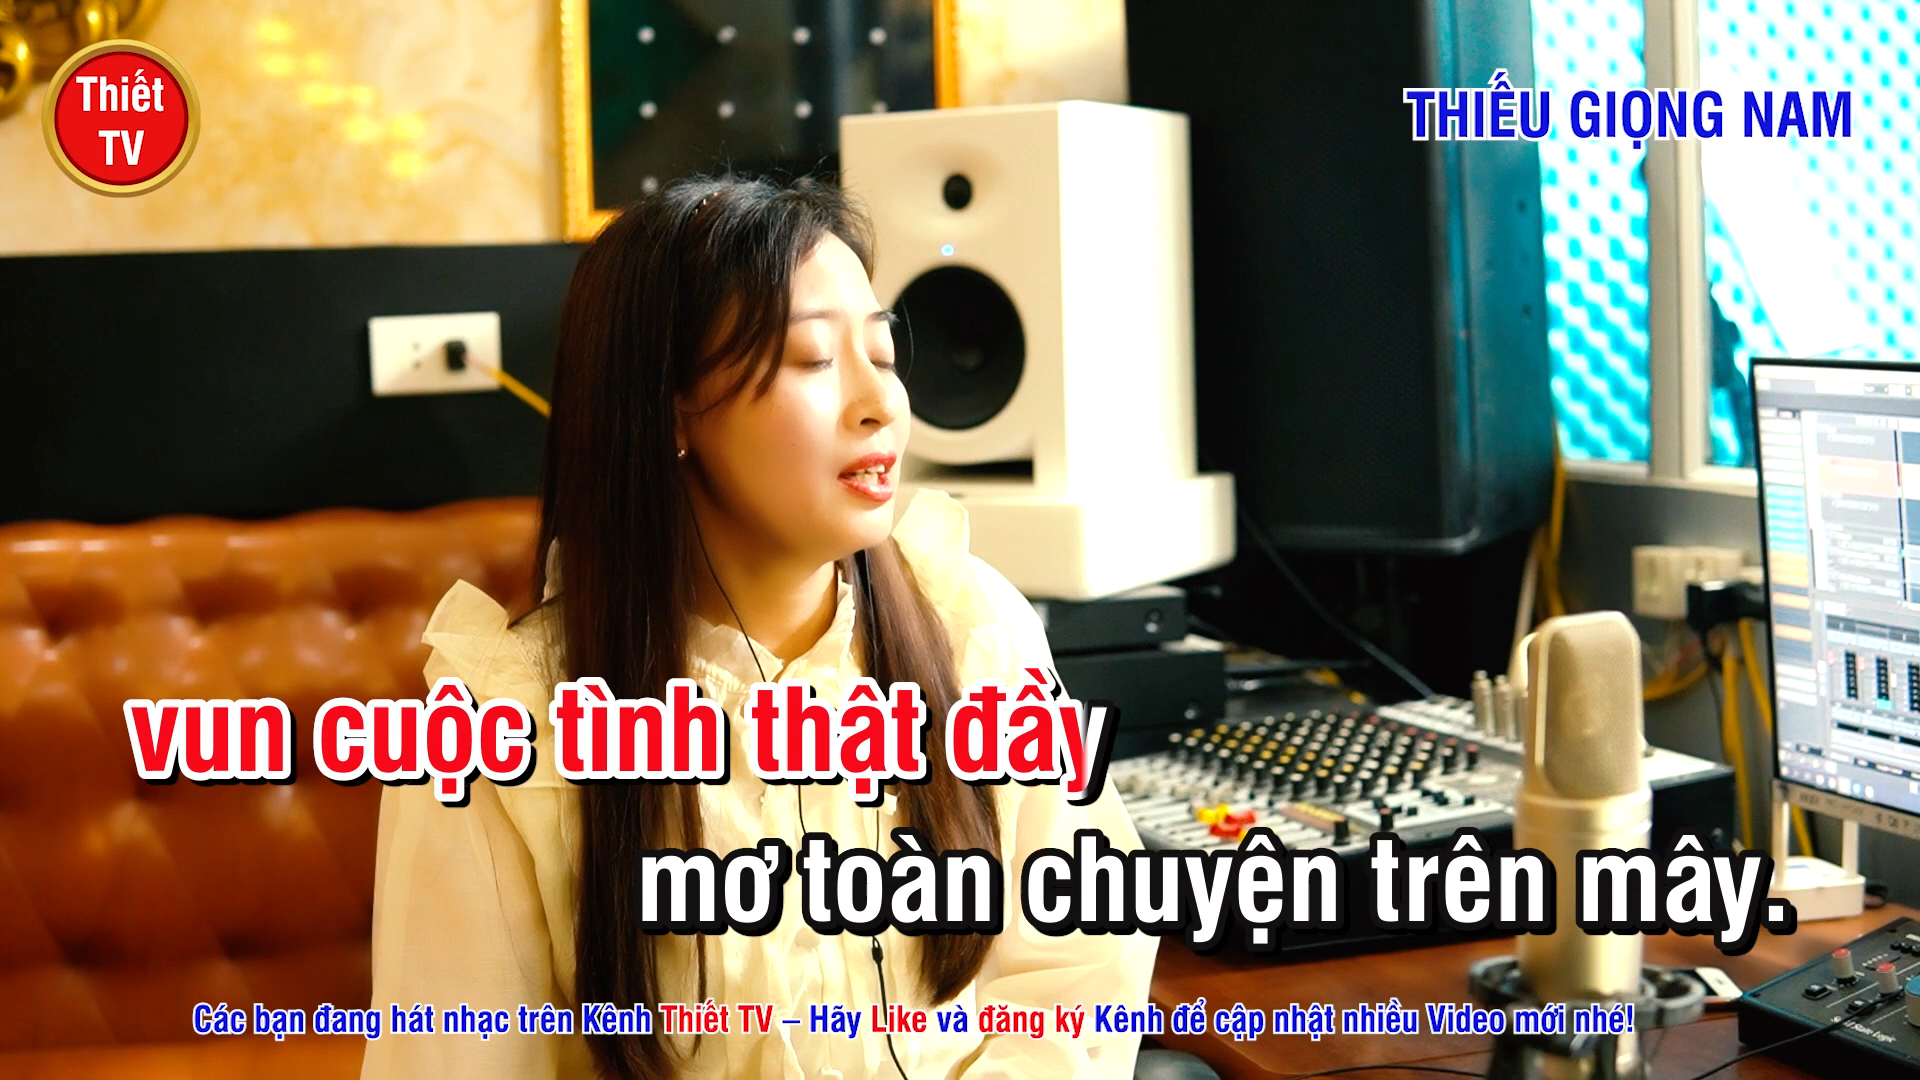 Thiết
TV
THIẾU GIỌNG NAM
vun cuộc tình thật đầy
mơ toàn chuyện trên mây.
Các bạn đang hát nhạc trên Kênh Thiết TV – Hãy Like và đăng ký Kênh để cập nhật nhiều Video mới nhé!